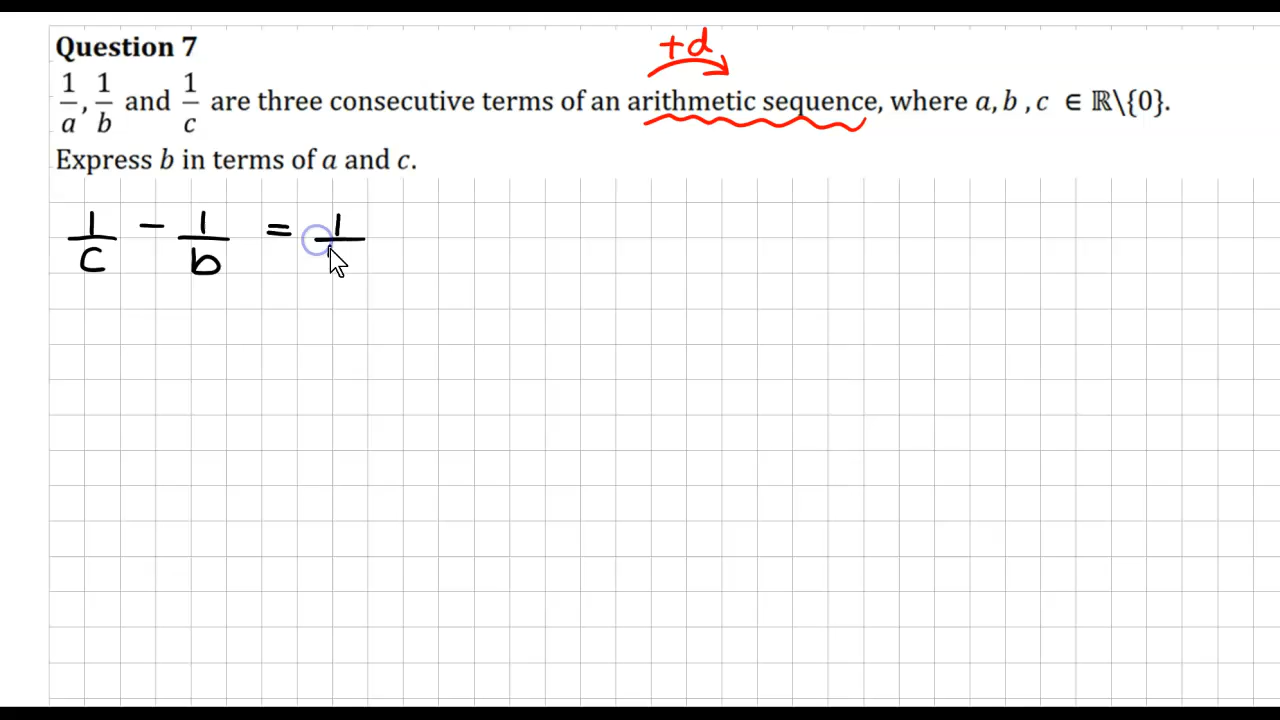 Question 7
+d
1/a, 1/b and 1/c are three consecutive terms of an arithmetic sequence, where a, b , c ∈ ℝ\{0}.
Express b in terms of a and c.
1/c − 1/b = 1/